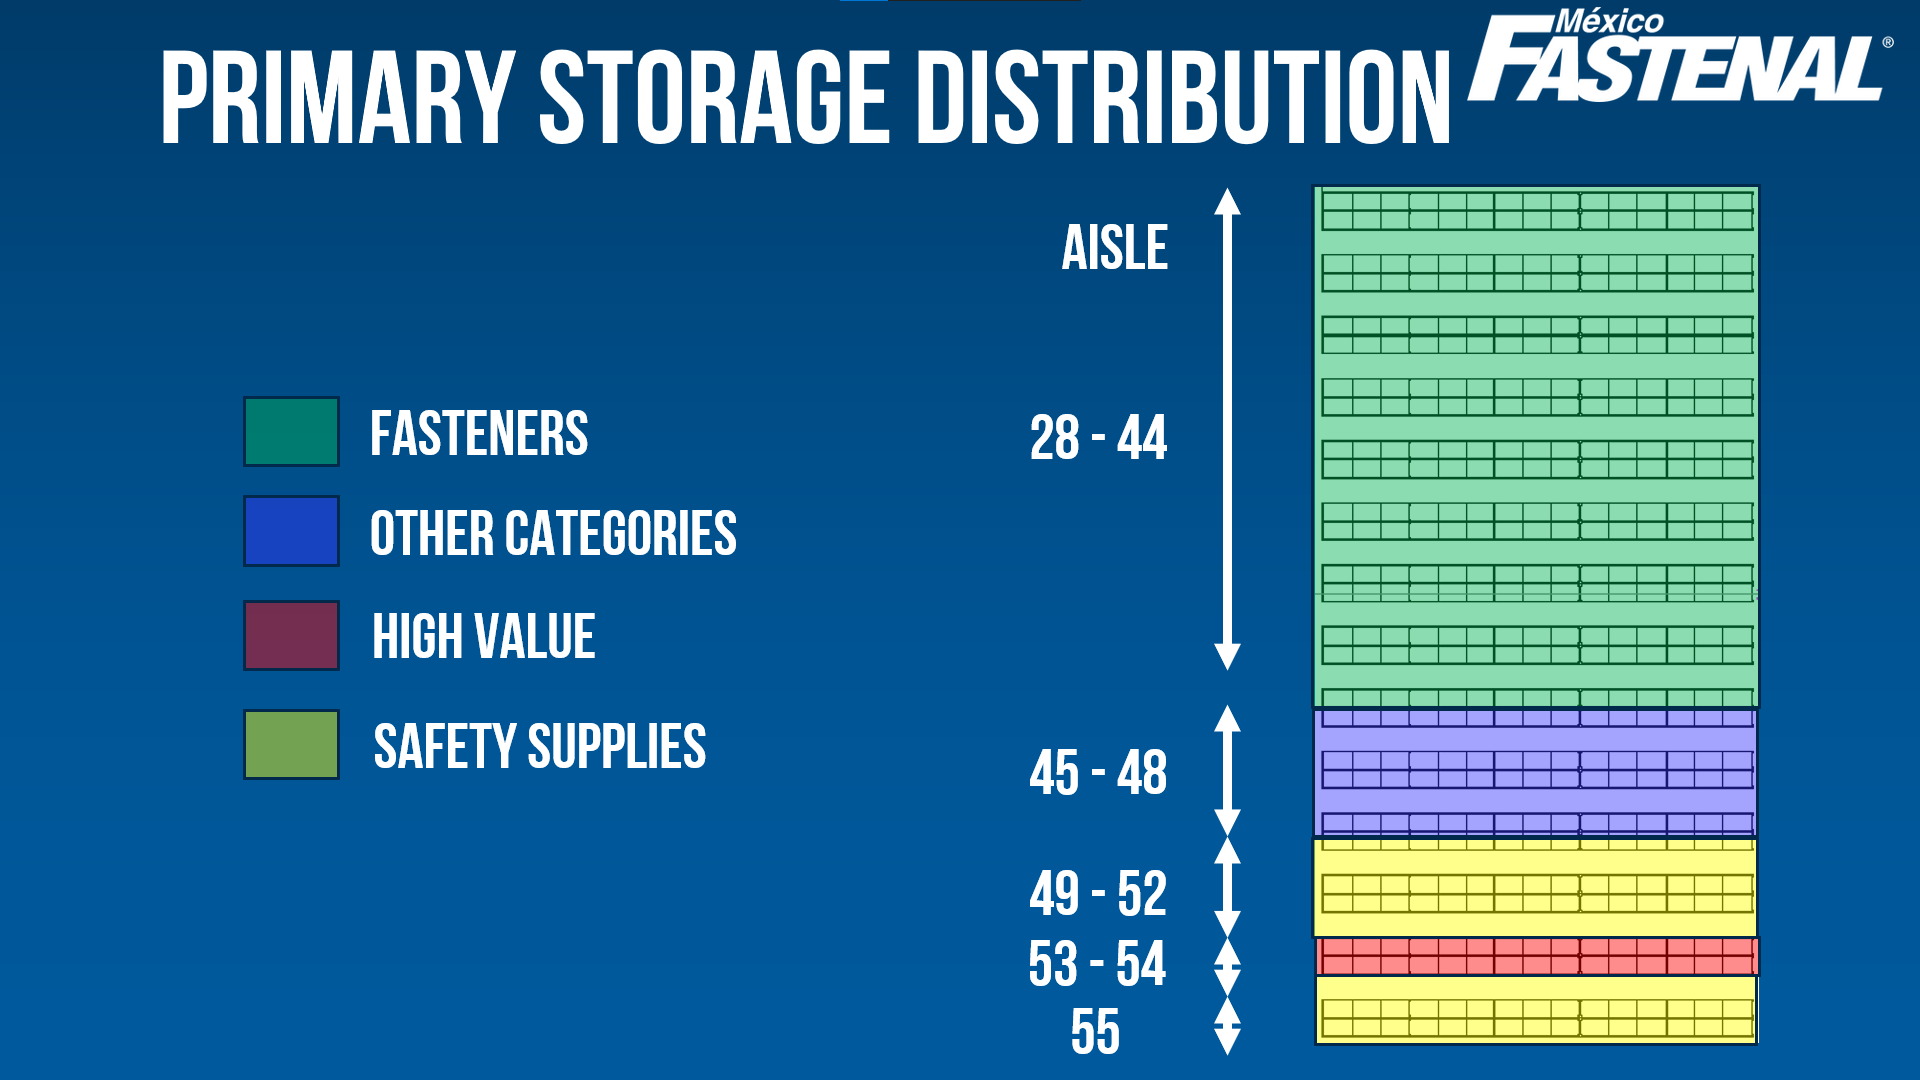 México
FASTENAL®
PRIMARY STORAGE DISTRIBUTION
AISLE
28 - 44
45 - 48
49 - 52
53 - 54
55
FASTENERS
OTHER CATEGORIES
HIGH VALUE
SAFETY SUPPLIES